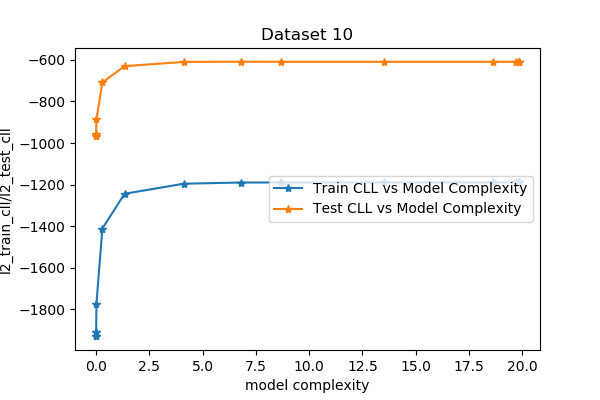 Dataset 10
l2_train_cll/l2_test_cll
−600
−800
−1000
−1200
−1400
−1600
−1800
Train CLL vs Model Complexity
Test CLL vs Model Complexity
0.0 2.5 5.0 7.5 10.0 12.5 15.0 17.5 20.0
model complexity